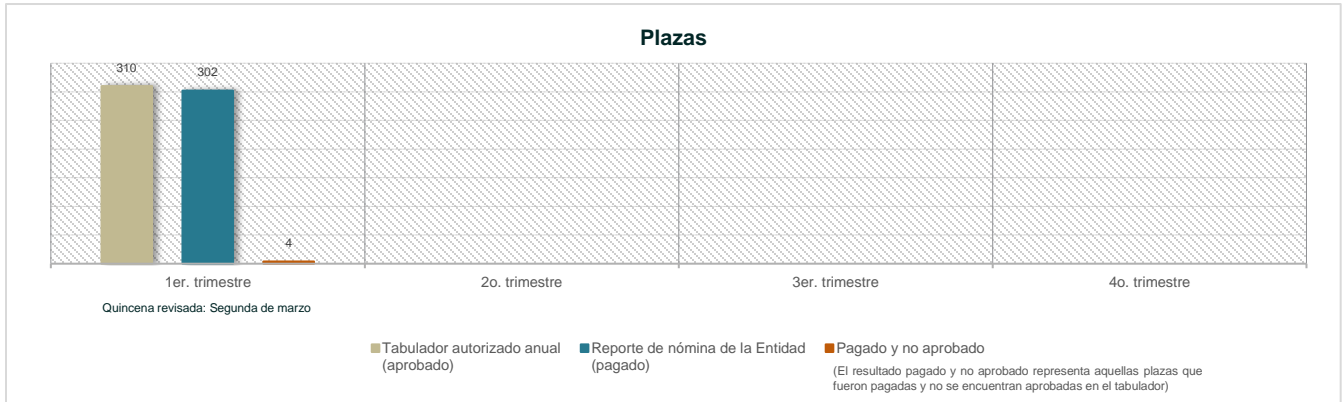 Plazas
310
302
4
1er. trimestre
2o. trimestre
3er. trimestre
4o. trimestre
Quincena revisada: Segunda de marzo
Tabulador autorizado anual
(aprobado)
Reporte de nómina de la Entidad
(pagado)
Pagado y no aprobado
(El resultado pagado y no aprobado representa aquellas plazas que
fueron pagadas y no se encuentran aprobadas en el tabulador)